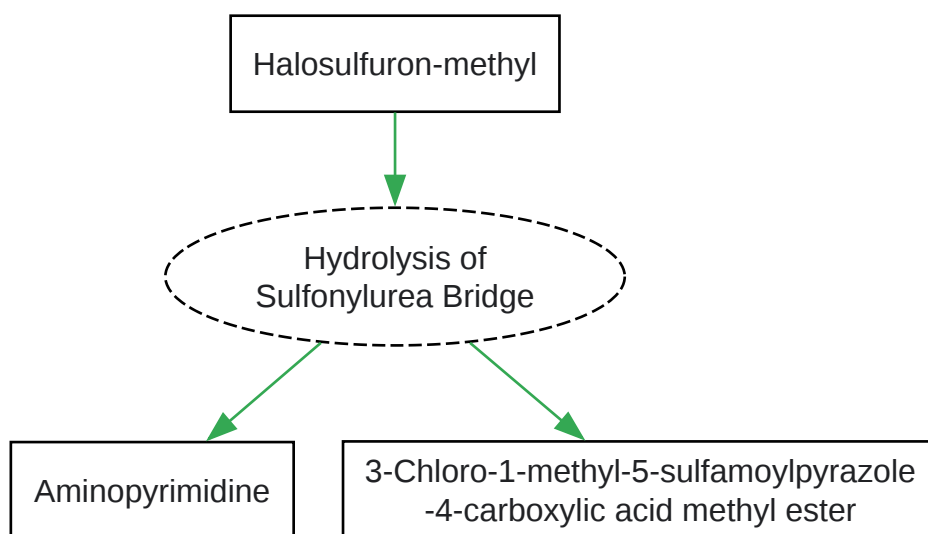 Halosulfuron-methyl
Hydrolysis of
Sulfonylurea Bridge
Aminopyrimidine
3-Chloro-1-methyl-5-sulfamoylpyrazole
-4-carboxylic acid methyl ester